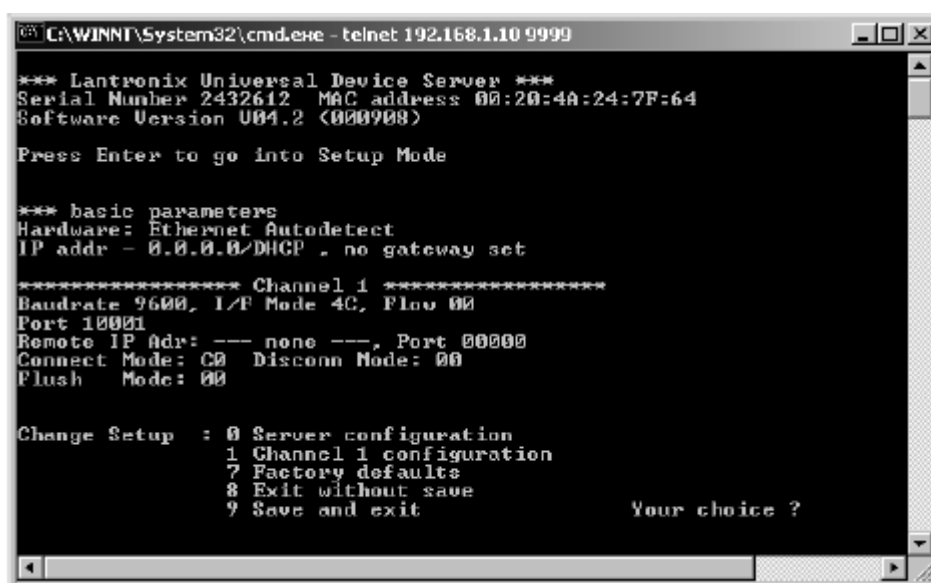 C:\WINNT\System32\cmd.exe - telnet 192.168.1.10 9999
*** Lantronix Universal Device Server ***
Serial Number 2432612 MAC address 00:20:4A:24:7F:64
Software Version V04.2 (000908)
Press Enter to go into Setup Mode
*** basic parameters
Hardware: Ethernet Autodetect
IP addr - 0.0.0.0/DHCP , no gateway set
***************** Channel 1 *****************
Baudrate 9600, I/F Mode 4C, Flow 00
Port 10001
Remote IP Adr: --- none ---, Port 00000
Connect Mode: C0 Disconn Mode: 00
Flush Mode: 00
Change Setup : 0 Server configuration
1 Channel 1 configuration
7 Factory defaults
8 Exit without save
9 Save and exit Your choice ?